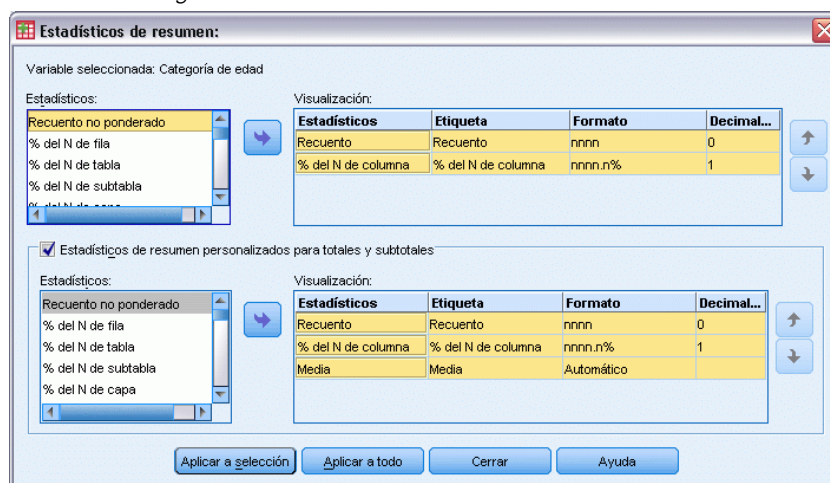 Estadísticos de resumen:
Variable seleccionada: Categoría de edad
Estadísticos:
Recuento no ponderado
% del N de fila
% del N de tabla
% del N de subtabla
Visualización:
Estadísticos Etiqueta Formato Decimal...
Recuento Recuento nnnn 0
% del N de columna % del N de columna nnnn.n% 1
Estadísticos de resumen personalizados para totales y subtotales
Estadísticos:
Recuento no ponderado
% del N de fila
% del N de tabla
% del N de subtabla
% del N de capa
Visualización:
Estadísticos Etiqueta Formato Decimal...
Recuento Recuento nnnn 0
% del N de columna % del N de columna nnnn.n% 1
Media Media Automático
Aplicar a selección Aplicar a todo Cerrar Ayuda